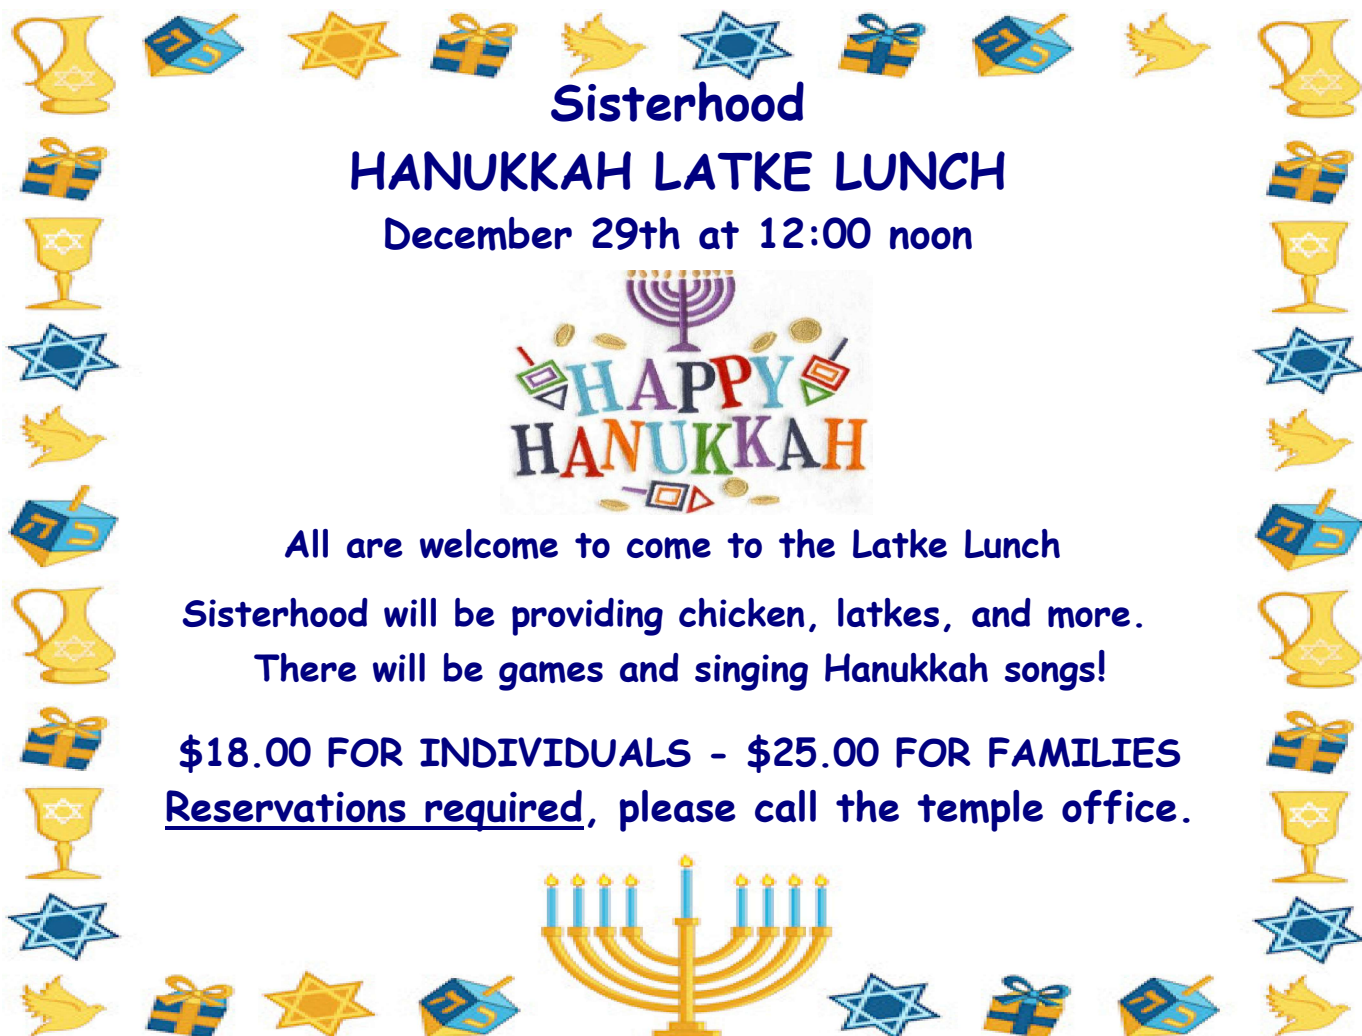 Sisterhood
HANUKKAH LATKE LUNCH
December 29th at 12:00 noon
HAPPY
HANUKKAH
All are welcome to come to the Latke Lunch
Sisterhood will be providing chicken, latkes, and more.
There will be games and singing Hanukkah songs!
$18.00 FOR INDIVIDUALS - $25.00 FOR FAMILIES
Reservations required, please call the temple office.